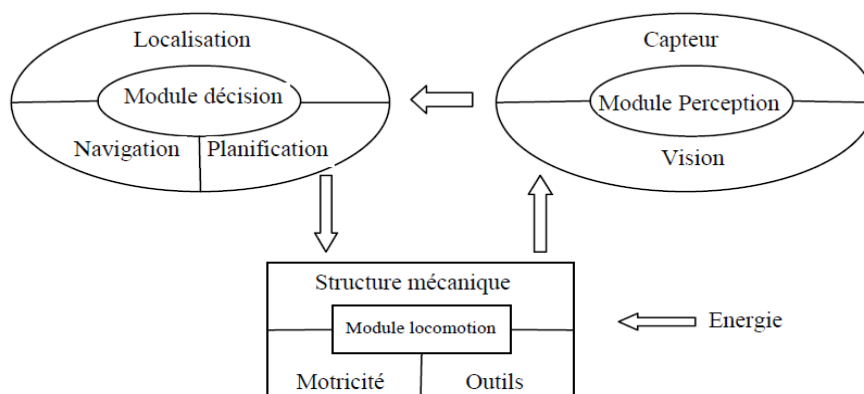 Localisation
Module décision
Navigation
Planification
Capteur
Module Perception
Vision
Structure mécanique
Module locomotion
Motricité
Outils
Energie